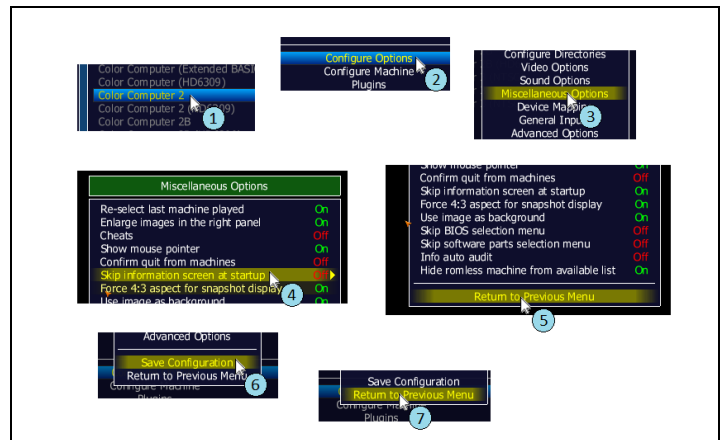 Color Computer (Extended BASI
Color Computer (HD6309)
Color Computer 2
Color Computer 2 (HD6309)
Color Computer 2B
1
Configure Options
Configure Machine
Plugins
2
Configure Directories
Video Options
Sound Options
Miscellaneous Options
Device Mapping
General Inpu
Advanced Options
3
Miscellaneous Options
Re-select last machine played On
Enlarge images in the right panel On
Cheats Off
Show mouse pointer On
Confirm quit from machines Off
Skip information screen at startup Off
Force 4:3 aspect for snapshot display On
Use image as background On
4
Show mouse pointer On
Confirm quit from machines Off
Skip information screen at startup On
Force 4:3 aspect for snapshot display On
Use image as background On
Skip BIOS selection menu Off
Skip software parts selection menu Off
Info auto audit Off
Hide romless machine from available list On
Return to Previous Menu
5
Advanced Options
Save Configuration
Return to Previous Menu
Configure Machine
Plugins
6
Save Configuration
Return to Previous Menu
Configure Machine
Plugins
7